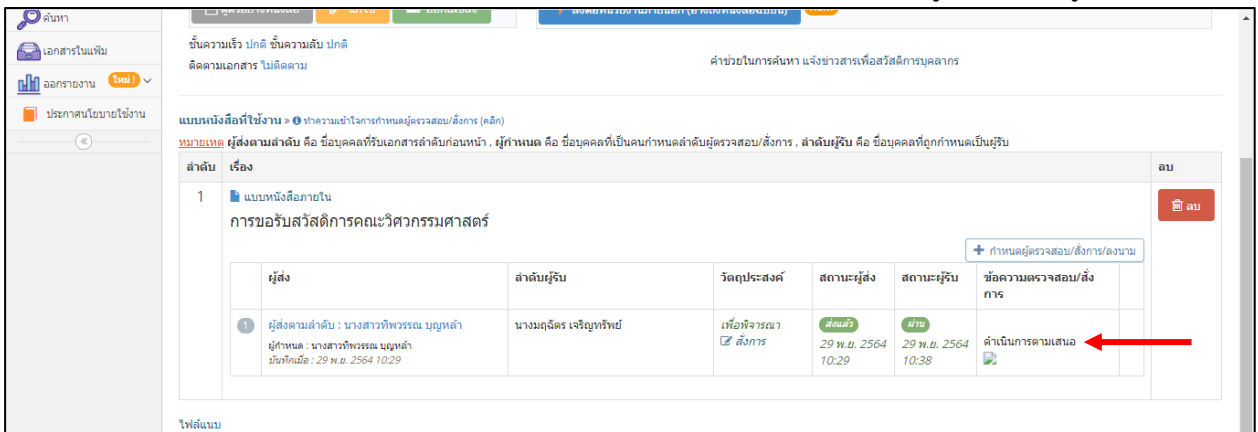 ค้นหา
เอกสารในแฟ้ม
ออกรายงาน ใหม่ !
ประกาศนโยบายใช้งาน
ชั้นความเร็ว ปกติ ชั้นความลับ ปกติ
ติดตามเอกสาร ไม่ติดตาม
คำช่วยในการค้นหา แจ้งข่าวสารเพื่อสวัสดิการบุคลากร
แบบหนังสือที่ใช้งาน » ทำความเข้าใจการกำหนดผู้ตรวจสอบ/สั่งการ (คลิก)
หมายเหตุ ผู้ส่งตามลำดับ คือ ชื่อบุคคลที่รับเอกสารลำดับก่อนหน้า , ผู้กำหนด คือ ชื่อบุคคลที่เป็นคนกำหนดลำดับผู้ตรวจสอบ/สั่งการ , ลำดับผู้รับ คือ ชื่อบุคคลที่ถูกกำหนดเป็นผู้รับ
ลำดับ เรื่อง ลบ
1 แบบหนังสือภายใน
ลบ
การขอรับสวัสดิการคณะวิศวกรรมศาสตร์
+ กำหนดผู้ตรวจสอบ/สั่งการ/ลงนาม
ผู้ส่ง ลำดับผู้รับ วัตถุประสงค์ สถานะผู้ส่ง สถานะผู้รับ ข้อความตรวจสอบ/สั่ง
การ
1 ผู้ส่งตามลำดับ : นางสาวทิพวรรณ บุญหล้า นางมฤฉัตร เจริญทรัพย์ เพื่อพิจารณา ส่งแล้ว ผ่าน
ผู้กำหนด : นางสาวทิพวรรณ บุญหล้า สั่งการ 29 พ.ย. 2564 29 พ.ย. 2564 ดำเนินการตามเสนอ
บันทึกเมื่อ : 29 พ.ย. 2564 10:29 10:29 10:38
ไฟล์แนบ